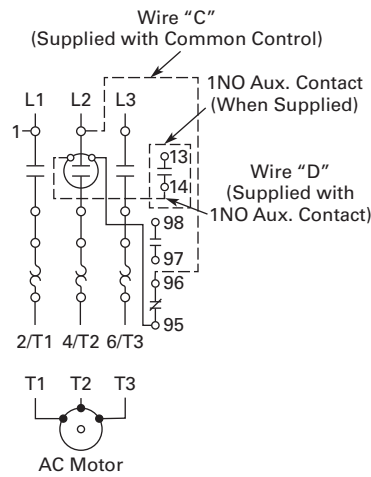 Wire “C”
(Supplied with Common Control)
1NO Aux. Contact
(When Supplied)
L1 L2 L3
1
13
14
Wire “D”
(Supplied with
1NO Aux. Contact)
98
97
96
95
2/T1 4/T2 6/T3
T1 T2 T3
AC Motor